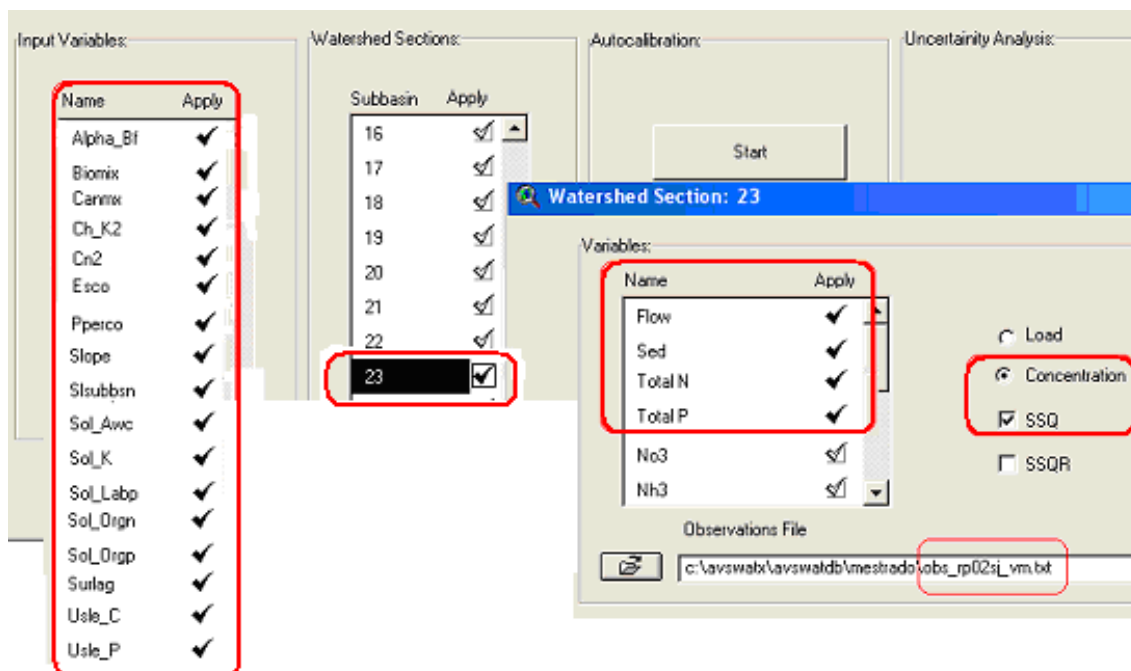 Input Variables:
Name Apply
Alpha_Bf
Biomix
Canmx
Ch_K2
Cn2
Esco
Pperco
Slope
Slsubbsn
Sol_Awc
Sol_K
Sol_Labp
Sol_Orgn
Sol_Orgp
Surlag
Usle_C
Usle_P
Watershed Sections:
Subbasin Apply
16
17
18
19
20
21
22
23
Autocalibration:
Start
Uncertainity Analysis:
Watershed Section: 23
Variables:
Name Apply
Flow
Sed
Total N
Total P
No3
Nh3
Load
Concentration
SSQ
SSQR
Observations File
c:\avswatx\avswatdb\mestrado\obs_rp02sj_vm.txt